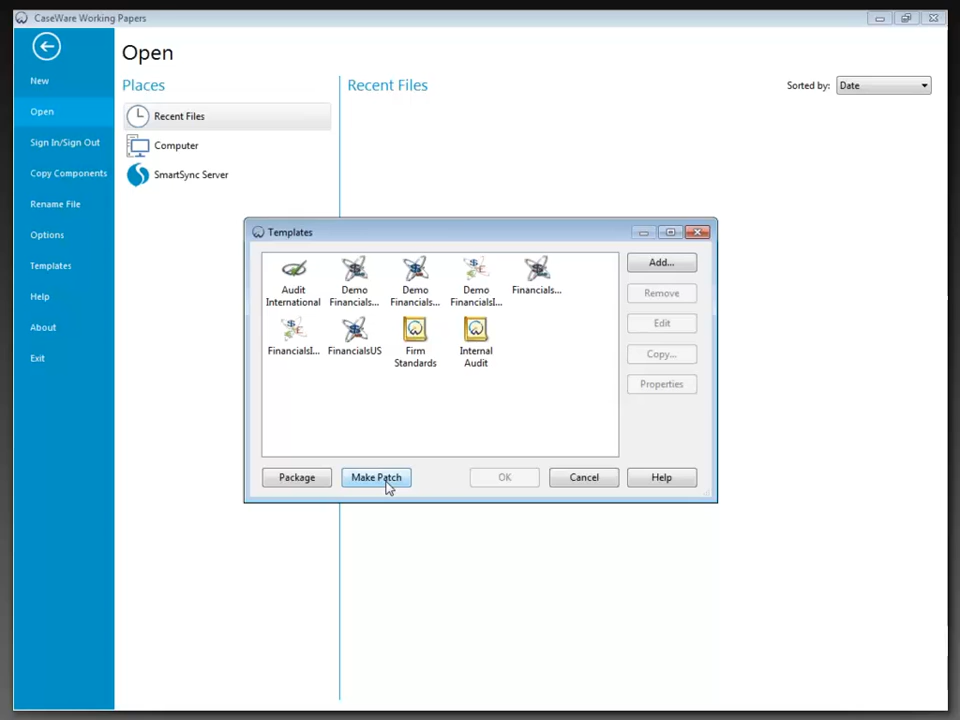 CaseWare Working Papers
New
Open
Sign In/Sign Out
Copy Components
Rename File
Options
Templates
Help
About
Exit
Open
Places
Recent Files
Computer
SmartSync Server
Recent Files
Sorted by:
Date
Templates
Audit
International
Demo
Financials...
Demo
Financials...
Demo
FinancialsI...
Financials...
FinancialsI...
FinancialsUS
Firm
Standards
Internal
Audit
Add...
Remove
Edit
Copy...
Properties
Package
Make Patch
OK
Cancel
Help